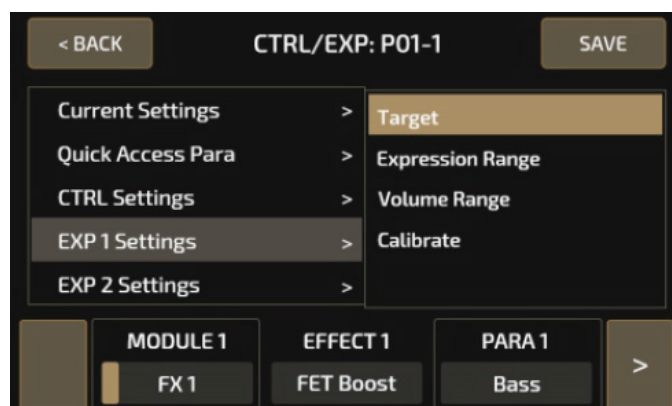 < BACK CTRL/EXP: P01-1 SAVE
Current Settings >
Quick Access Para >
CTRL Settings >
EXP 1 Settings >
EXP 2 Settings >
Target
Expression Range
Volume Range
Calibrate
MODULE 1 EFFECT 1 PARA 1
FX 1 FET Boost Bass >